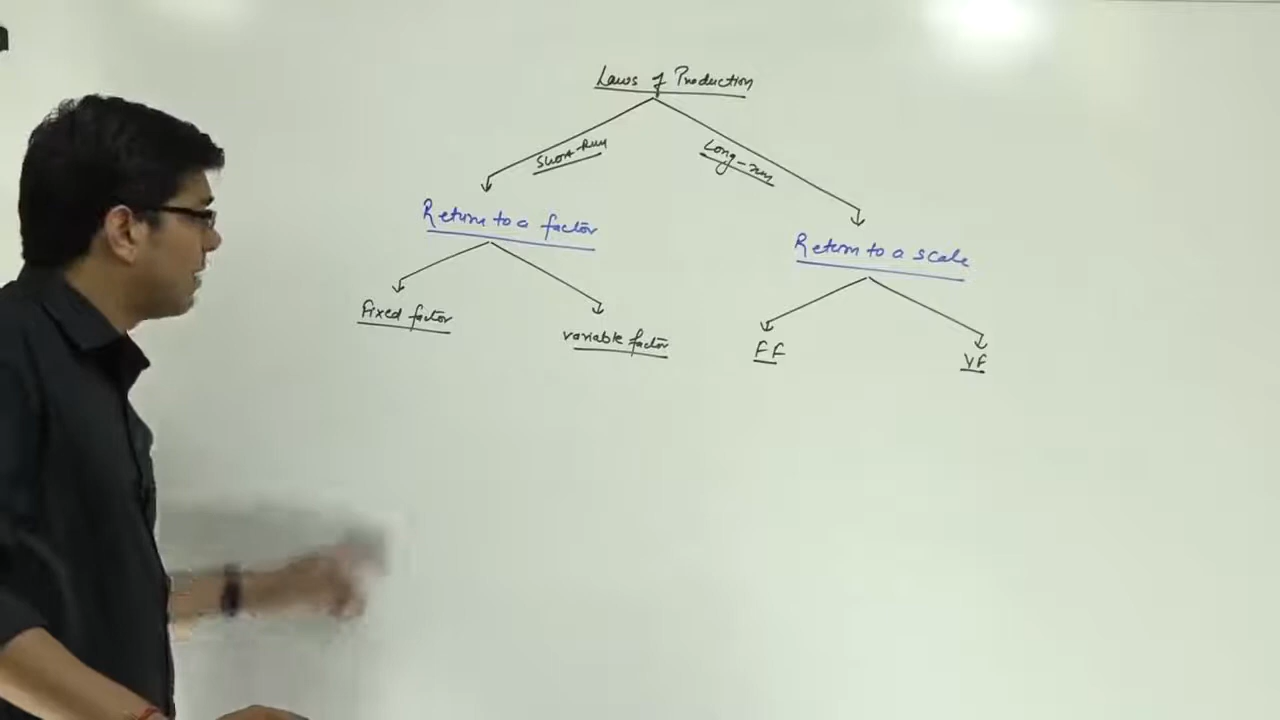 Laws of Production
Short-Run
Long-run
Return to a factor
Return to a scale
Fixed factor
variable factor
FF
VF